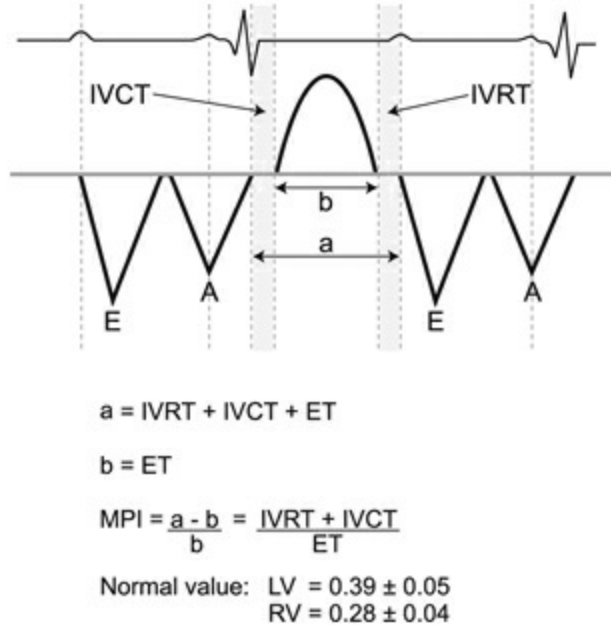 IVCT IVRT
b
a
E A E A
a = IVRT + IVCT + ET
b = ET
MPI = a - b / b = IVRT + IVCT / ET
Normal value: LV = 0.39 ± 0.05
RV = 0.28 ± 0.04